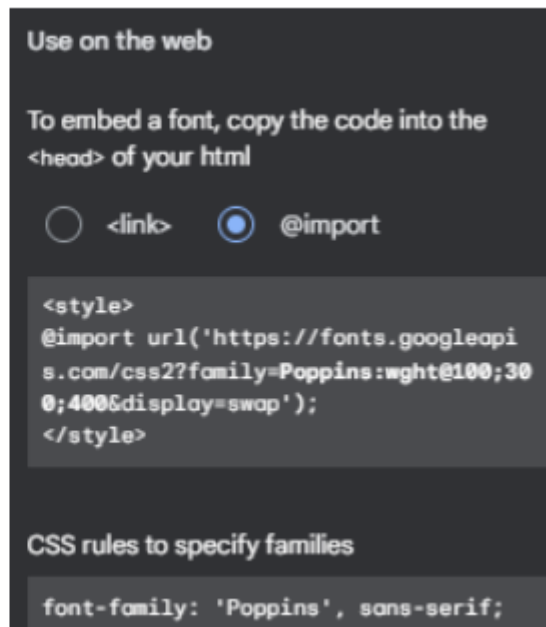 Use on the web
To embed a font, copy the code into the
<head> of your html
<link> @import
<style>
@import url('https://fonts.googleapi
s.com/css2?family=Poppins:wght@100;30
0;400&display=swap');
</style>
CSS rules to specify families
font-family: 'Poppins', sans-serif;